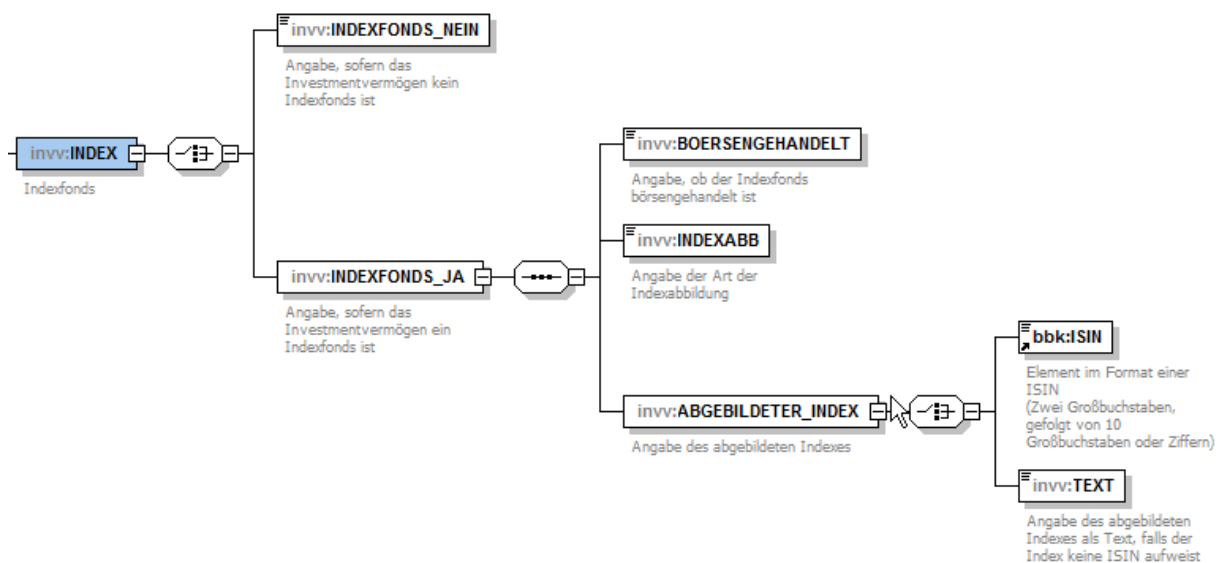 invv:INDEXFONDS_NEIN
Angabe, sofern das
Investmentvermögen kein
Indexfonds ist
invv:INDEX
Indexfonds
invv:BOERSENGEHANDELT
Angabe, ob der Indexfonds
börsengehandelt ist
invv:INDEXABB
Angabe der Art der
Indexabbildung
invv:INDEXFONDS_JA
Angabe, sofern das
Investmentvermögen ein
Indexfonds ist
bbk:ISIN
Element im Format einer
ISIN
(Zwei Großbuchstaben,
gefolgt von 10
Großbuchstaben oder Ziffern)
invv:ABGEBILDETER_INDEX
Angabe des abgebildeten Indexes
invv:TEXT
Angabe des abgebildeten
Indexes als Text, falls der
Index keine ISIN aufweist